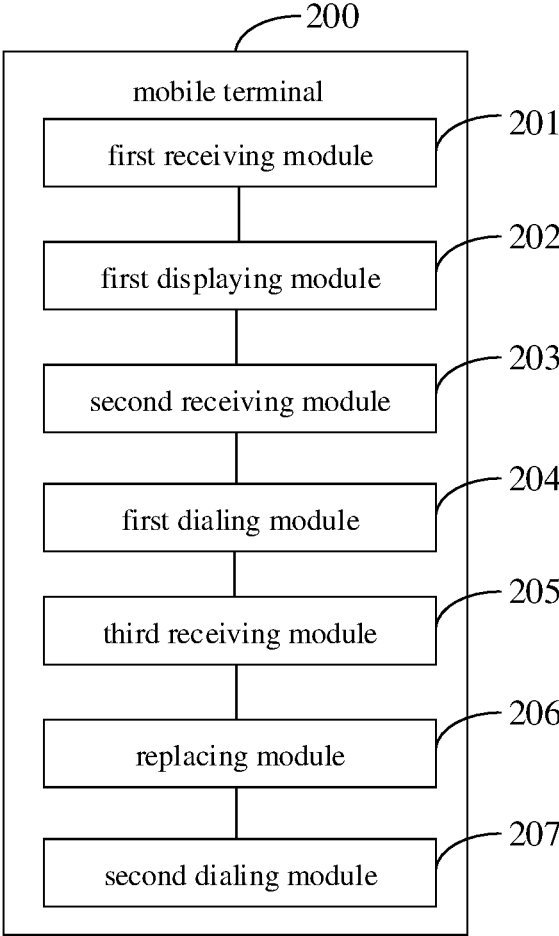 200
mobile terminal
201
first receiving module
202
first displaying module
203
second receiving module
204
first dialing module
205
third receiving module
206
replacing module
207
second dialing module